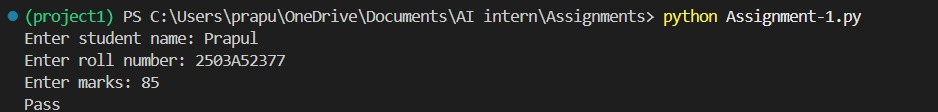 (project1) PS C:\Users\prapu\OneDrive\Documents\AI intern\Assignments> python Assignment-1.py
Enter student name: Prapul
Enter roll number: 2503A52377
Enter marks: 85
Pass